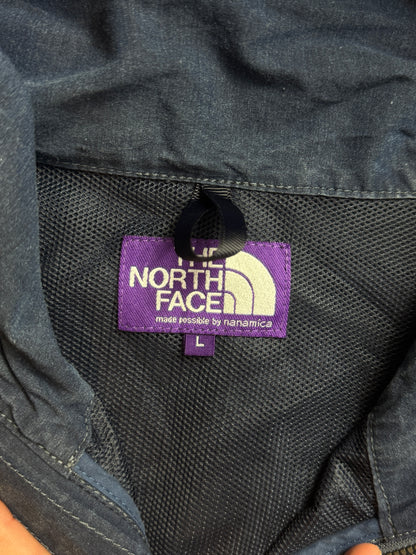 THE
NORTH
FACE
made possible by nanamica
L